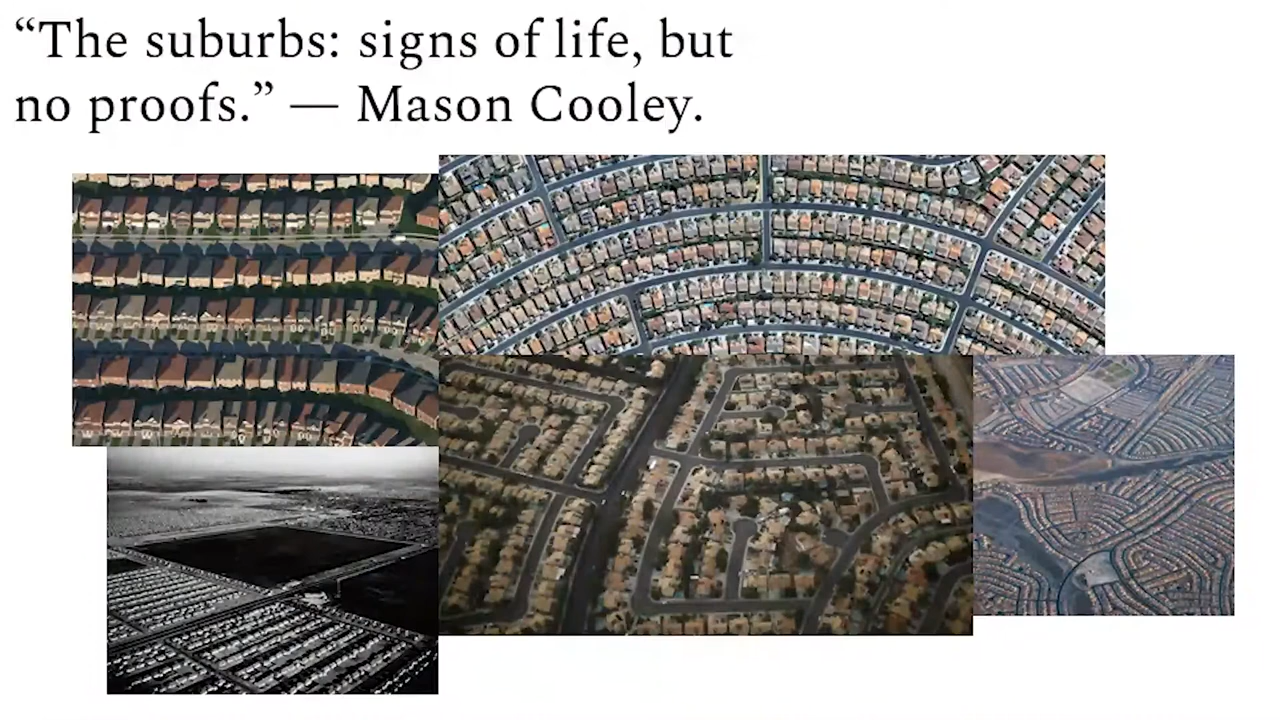 “The suburbs: signs of life, but
no proofs.” — Mason Cooley.